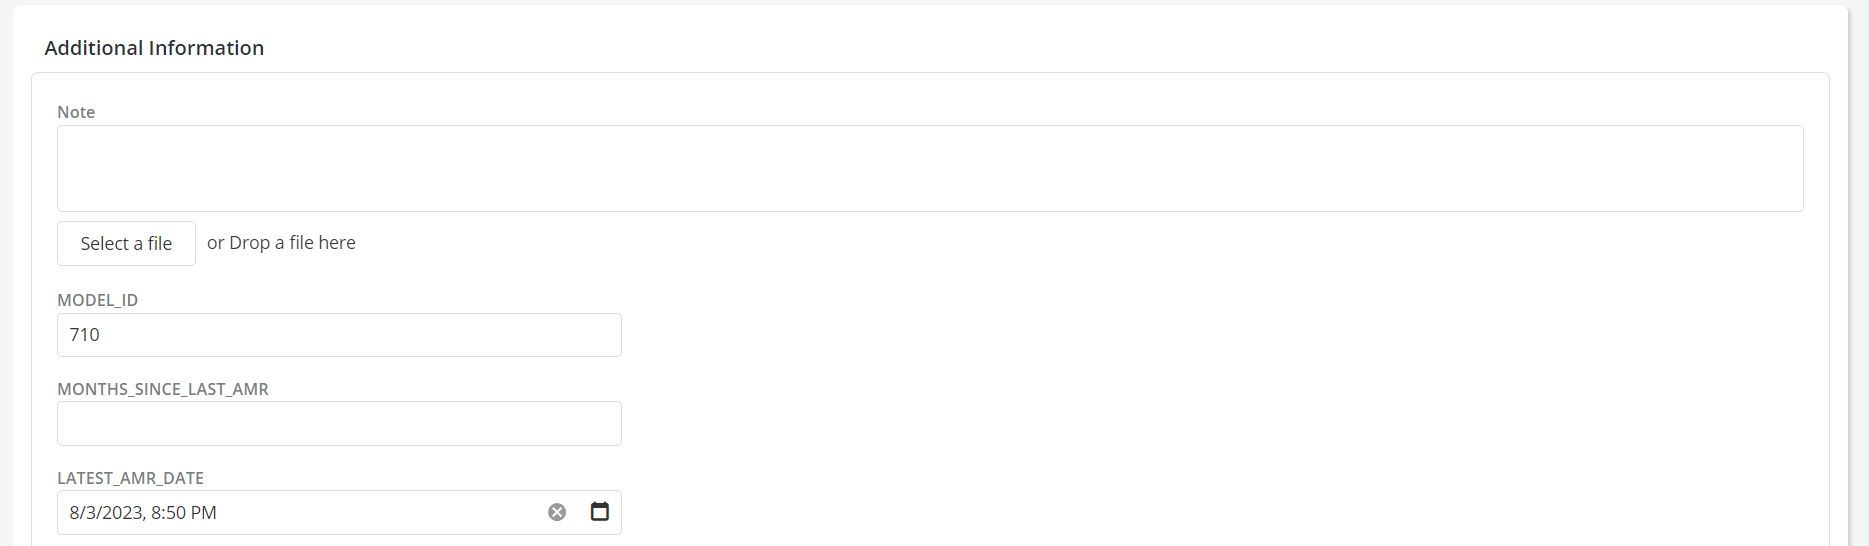 Additional Information
Note
Select a file or Drop a file here
MODEL_ID
710
MONTHS_SINCE_LAST_AMR
LATEST_AMR_DATE
8/3/2023, 8:50 PM